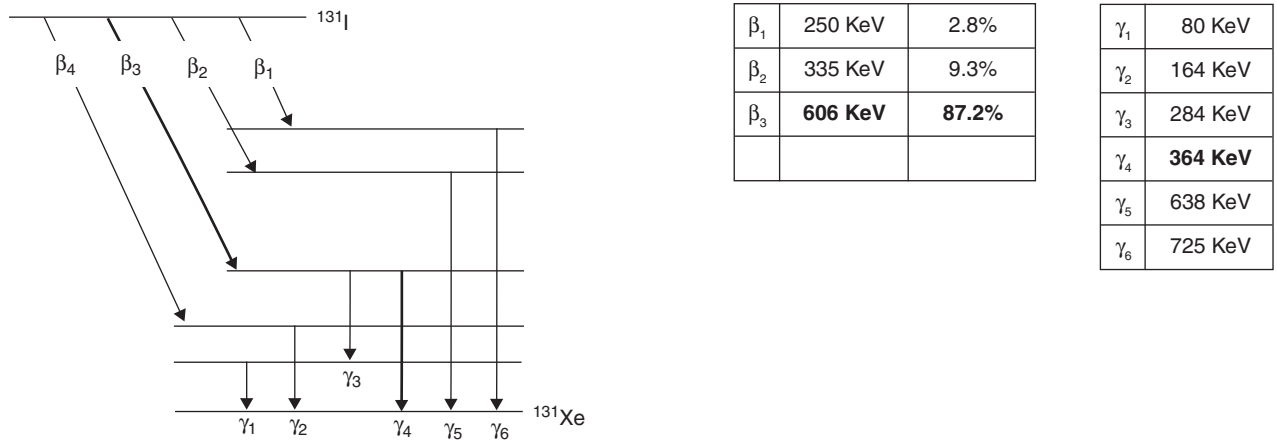 ¹³¹I
β₄ β₃ β₂ β₁
γ₃
¹³¹Xe
γ₁ γ₂ γ₄ γ₅ γ₆
β₁ 250 KeV 2.8%
β₂ 335 KeV 9.3%
β₃ 606 KeV 87.2%
γ₁ 80 KeV
γ₂ 164 KeV
γ₃ 284 KeV
γ₄ 364 KeV
γ₅ 638 KeV
γ₆ 725 KeV